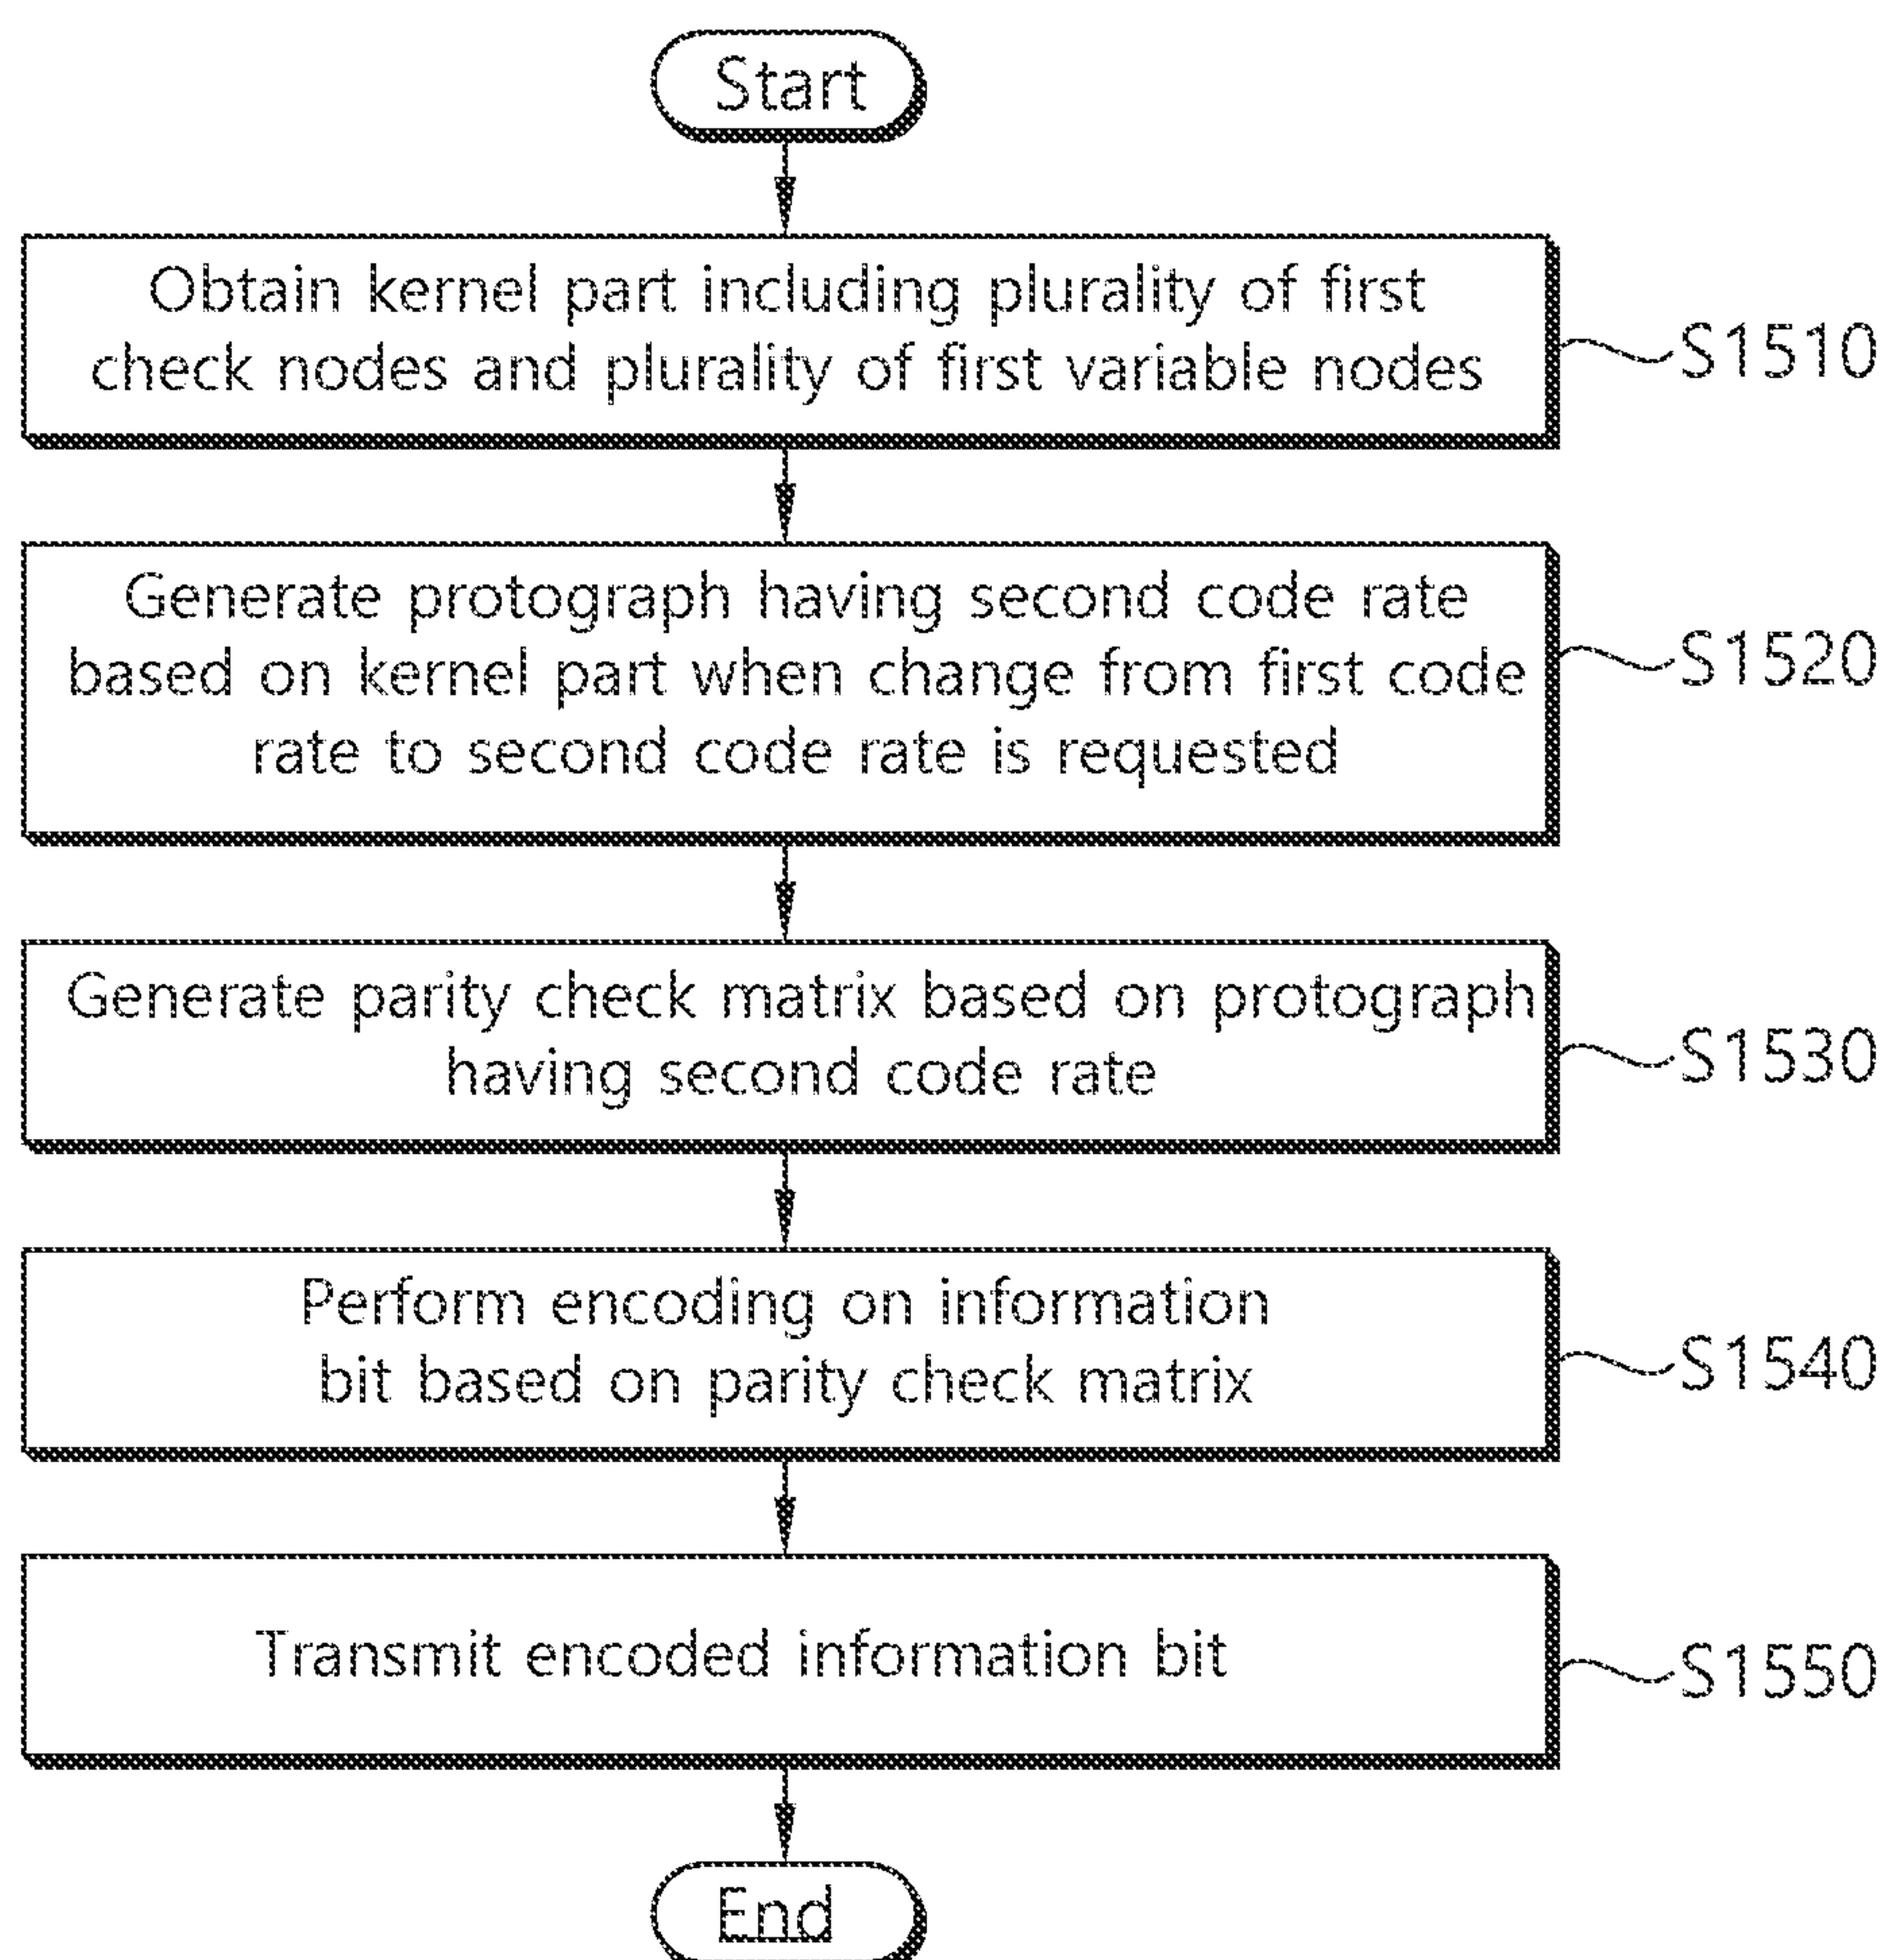 Start
Obtain kernel part including plurality of first
check nodes and plurality of first variable nodes
S1510
Generate protograph having second code rate
based on kernel part when change from first code
rate to second code rate is requested
S1520
Generate parity check matrix based on protograph
having second code rate
S1530
Perform encoding on information
bit based on parity check matrix
S1540
Transmit encoded information bit
S1550
End